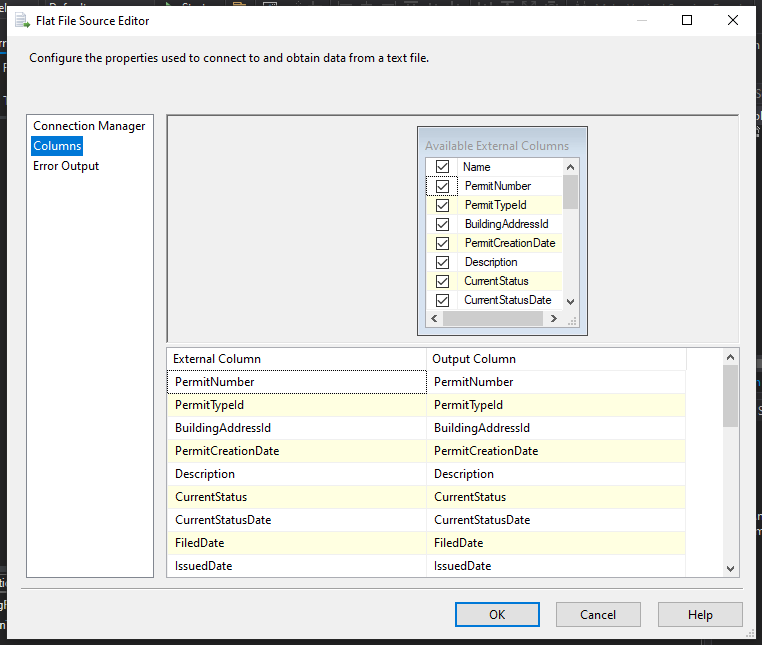 Flat File Source Editor
Configure the properties used to connect to and obtain data from a text file.
Connection Manager
Columns
Error Output
Available External Columns
Name
PermitNumber
PermitTypeId
BuildingAddressId
PermitCreationDate
Description
CurrentStatus
CurrentStatusDate
External Column Output Column
PermitNumber PermitNumber
PermitTypeId PermitTypeId
BuildingAddressId BuildingAddressId
PermitCreationDate PermitCreationDate
Description Description
CurrentStatus CurrentStatus
CurrentStatusDate CurrentStatusDate
FiledDate FiledDate
IssuedDate IssuedDate
OK Cancel Help